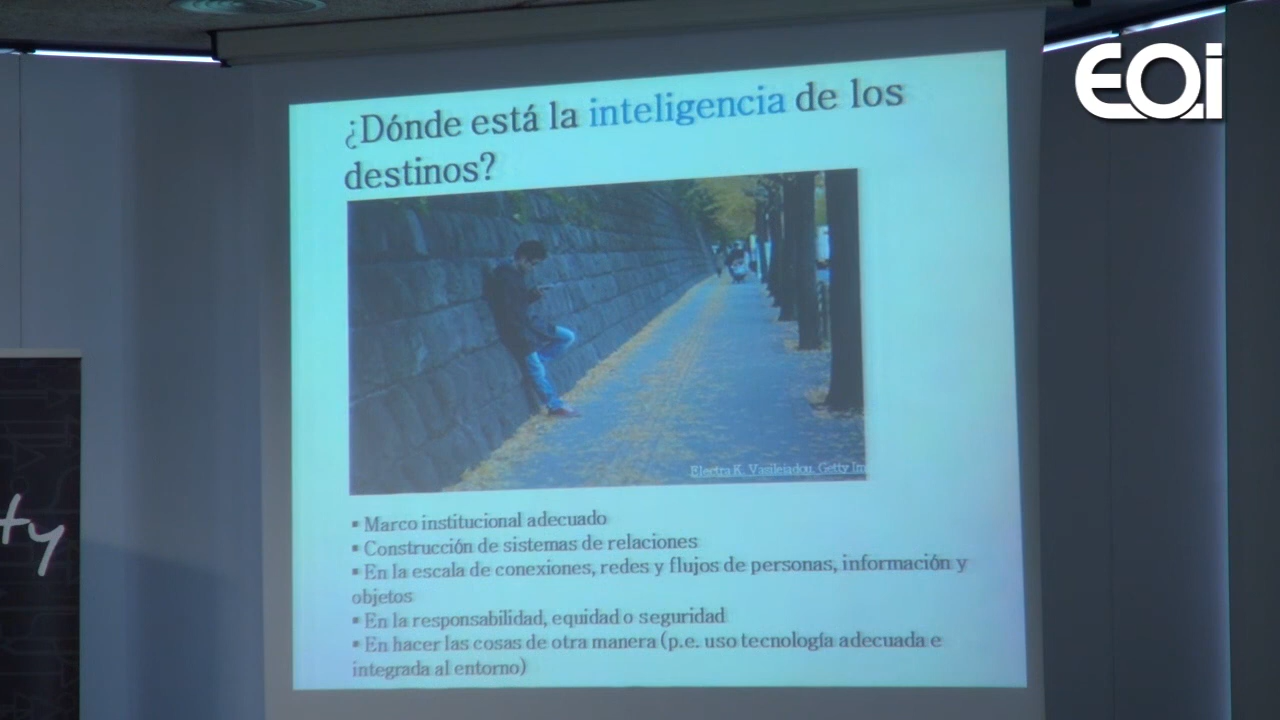 EOi
¿Dónde está la inteligencia de los
destinos?
Electra K. Vasileiadou, Getty Im
▪ Marco institucional adecuado
▪ Construcción de sistemas de relaciones
▪ En la escala de conexiones, redes y flujos de personas, información y
objetos
▪ En la responsabilidad, equidad o seguridad
▪ En hacer las cosas de otra manera (p.e. uso tecnología adecuada e
integrada al entorno)
ty